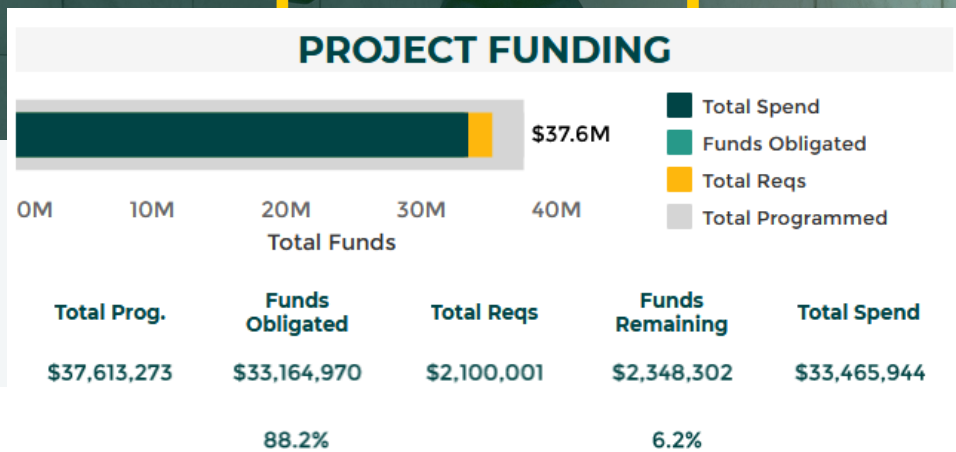 PROJECT FUNDING
$37.6M
Total Spend
Funds Obligated
Total Reqs
Total Programmed
0M 10M 20M 30M 40M
Total Funds
Total Prog.
Funds
Obligated
Total Reqs
Funds
Remaining
Total Spend
$37,613,273 $33,164,970 $2,100,001 $2,348,302 $33,465,944
88.2% 6.2%